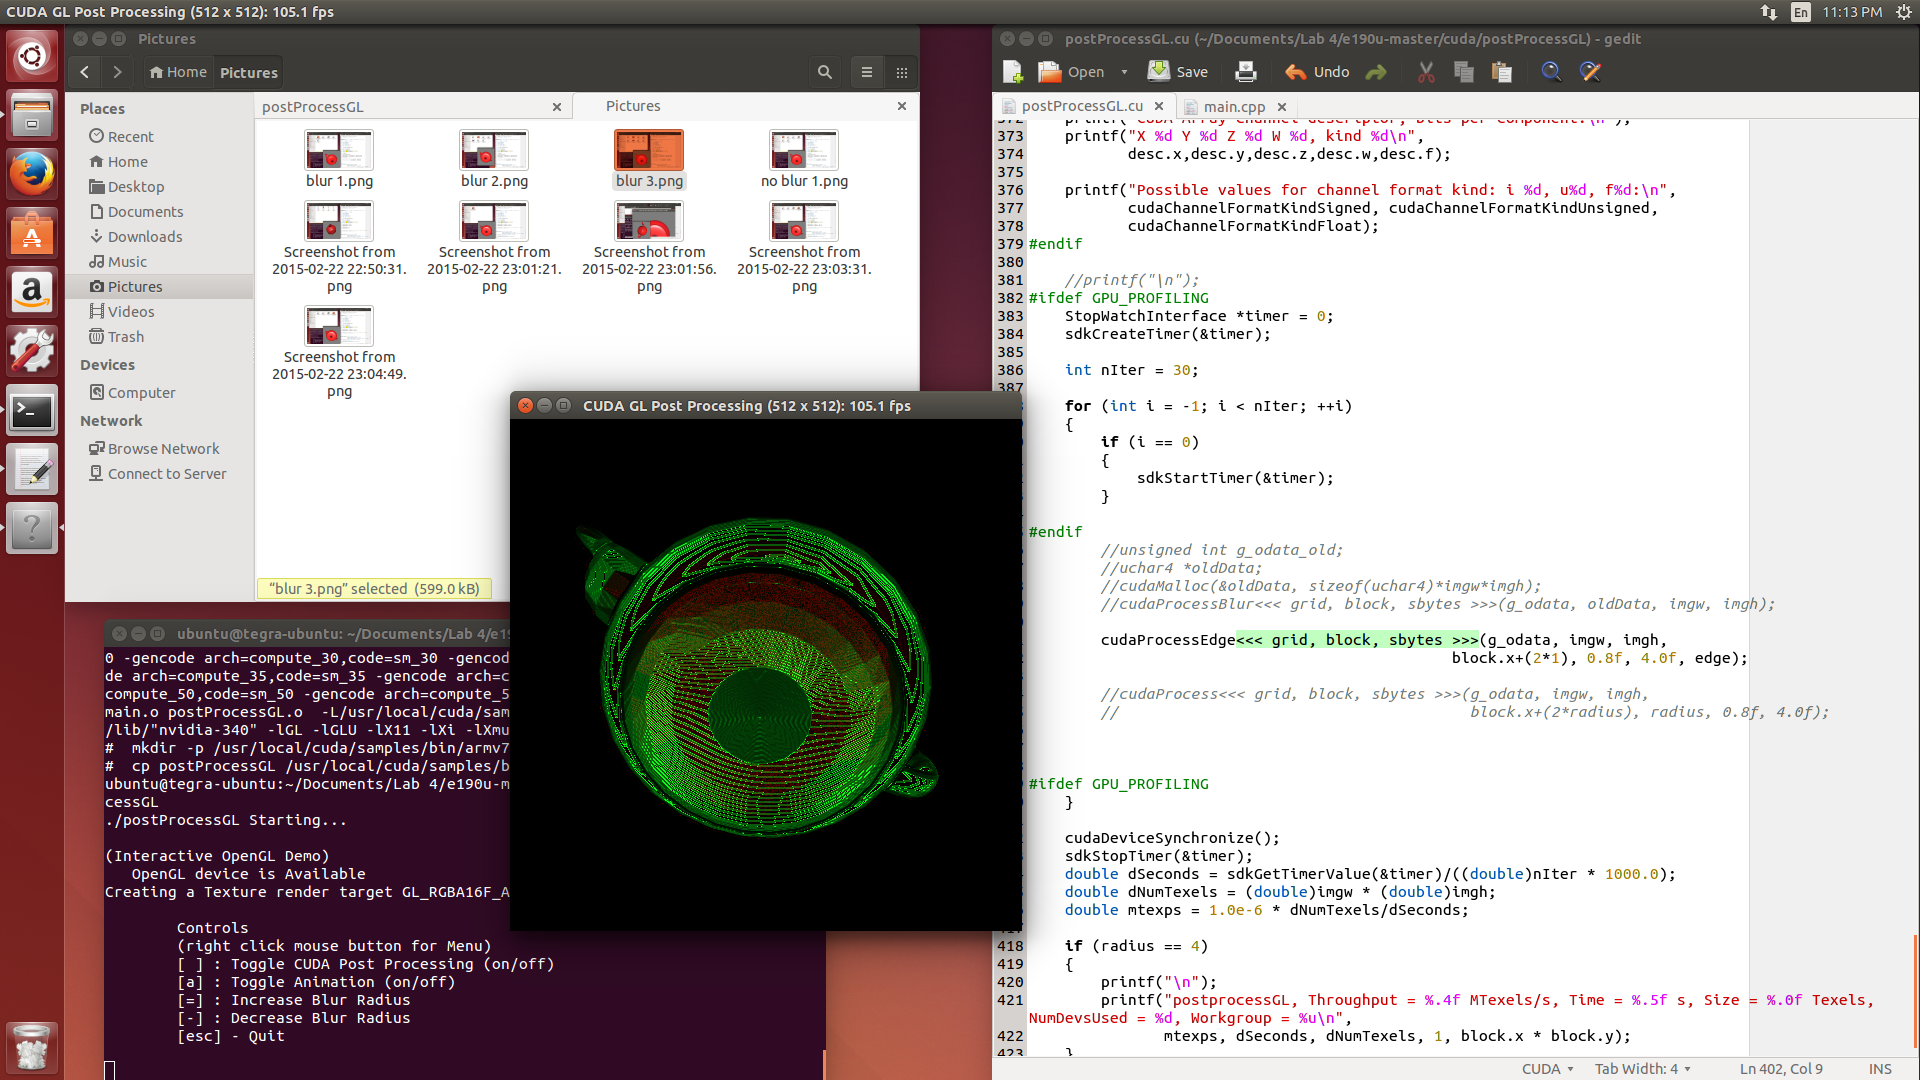 CUDA GL Post Processing (512 x 512): 105.1 fps
En
11:13 PM
Pictures
Home
Pictures
Places
Recent
Home
Desktop
Documents
Downloads
Music
Pictures
Videos
Trash
Devices
Computer
Network
Browse Network
Connect to Server
postProcessGL
Pictures
blur 1.png
blur 2.png
blur 3.png
no blur 1.png
Screenshot from
2015-02-22 22:50:31.
png
Screenshot from
2015-02-22 23:01:21.
png
Screenshot from
2015-02-22 23:01:56.
png
Screenshot from
2015-02-22 23:03:31.
png
Screenshot from
2015-02-22 23:04:49.
png
"blur 3.png" selected (599.0 kB)
ubuntu@tegra-ubuntu: ~/Documents/Lab 4/e19
0 -gencode arch=compute_30,code=sm_30 -gencod
de arch=compute_35,code=sm_35 -gencode arch=c
compute_50,code=sm_50 -gencode arch=compute_5
main.o postProcessGL.o  -L/usr/local/cuda/sam
/lib/"nvidia-340" -lGL -lGLU -lX11 -lXi -lXmu
#  mkdir -p /usr/local/cuda/samples/bin/armv7
#  cp postProcessGL /usr/local/cuda/samples/b
ubuntu@tegra-ubuntu:~/Documents/Lab 4/e190u-m
cessGL
./postProcessGL Starting...
(Interactive OpenGL Demo)
OpenGL device is Available
Creating a Texture render target GL_RGBA16F_A
Controls
(right click mouse button for Menu)
[ ] : Toggle CUDA Post Processing (on/off)
[a] : Toggle Animation (on/off)
[=] : Increase Blur Radius
[-] : Decrease Blur Radius
[esc] - Quit
CUDA GL Post Processing (512 x 512): 105.1 fps
postProcessGL.cu (~/Documents/Lab 4/e190u-master/cuda/postProcessGL) - gedit
Open
Save
Undo
postProcessGL.cu
main.cpp
372 printf("CUDA Array channel descriptor, bits per component:\n");
373 printf("X %d Y %d Z %d W %d, kind %d\n",
374 desc.x,desc.y,desc.z,desc.w,desc.f);
375
376 printf("Possible values for channel format kind: i %d, u%d, f%d:\n",
377 cudaChannelFormatKindSigned, cudaChannelFormatKindUnsigned,
378 cudaChannelFormatKindFloat);
379 #endif
380
381 //printf("\n");
382 #ifdef GPU_PROFILING
383 StopWatchInterface *timer = 0;
384 sdkCreateTimer(&timer);
385
386 int nIter = 30;
387
for (int i = -1; i < nIter; ++i)
{
if (i == 0)
{
sdkStartTimer(&timer);
}
#endif
//unsigned int g_odata_old;
//uchar4 *oldData;
//cudaMalloc(&oldData, sizeof(uchar4)*imgw*imgh);
//cudaProcessBlur<<< grid, block, sbytes >>>(g_odata, oldData, imgw, imgh);
cudaProcessEdge<<< grid, block, sbytes >>>(g_odata, imgw, imgh,
block.x+(2*1), 0.8f, 4.0f, edge);
//cudaProcess<<< grid, block, sbytes >>>(g_odata, imgw, imgh,
// block.x+(2*radius), radius, 0.8f, 4.0f);
#ifdef GPU_PROFILING
}
cudaDeviceSynchronize();
sdkStopTimer(&timer);
double dSeconds = sdkGetTimerValue(&timer)/((double)nIter * 1000.0);
double dNumTexels = (double)imgw * (double)imgh;
double mtexps = 1.0e-6 * dNumTexels/dSeconds;
418 if (radius == 4)
419 {
420 printf("\n");
421 printf("postprocessGL, Throughput = %.4f MTexels/s, Time = %.5f s, Size = %.0f Texels,
NumDevsUsed = %d, Workgroup = %u\n",
422 mtexps, dSeconds, dNumTexels, 1, block.x * block.y);
423 }
CUDA
Tab Width: 4
Ln 402, Col 9
INS